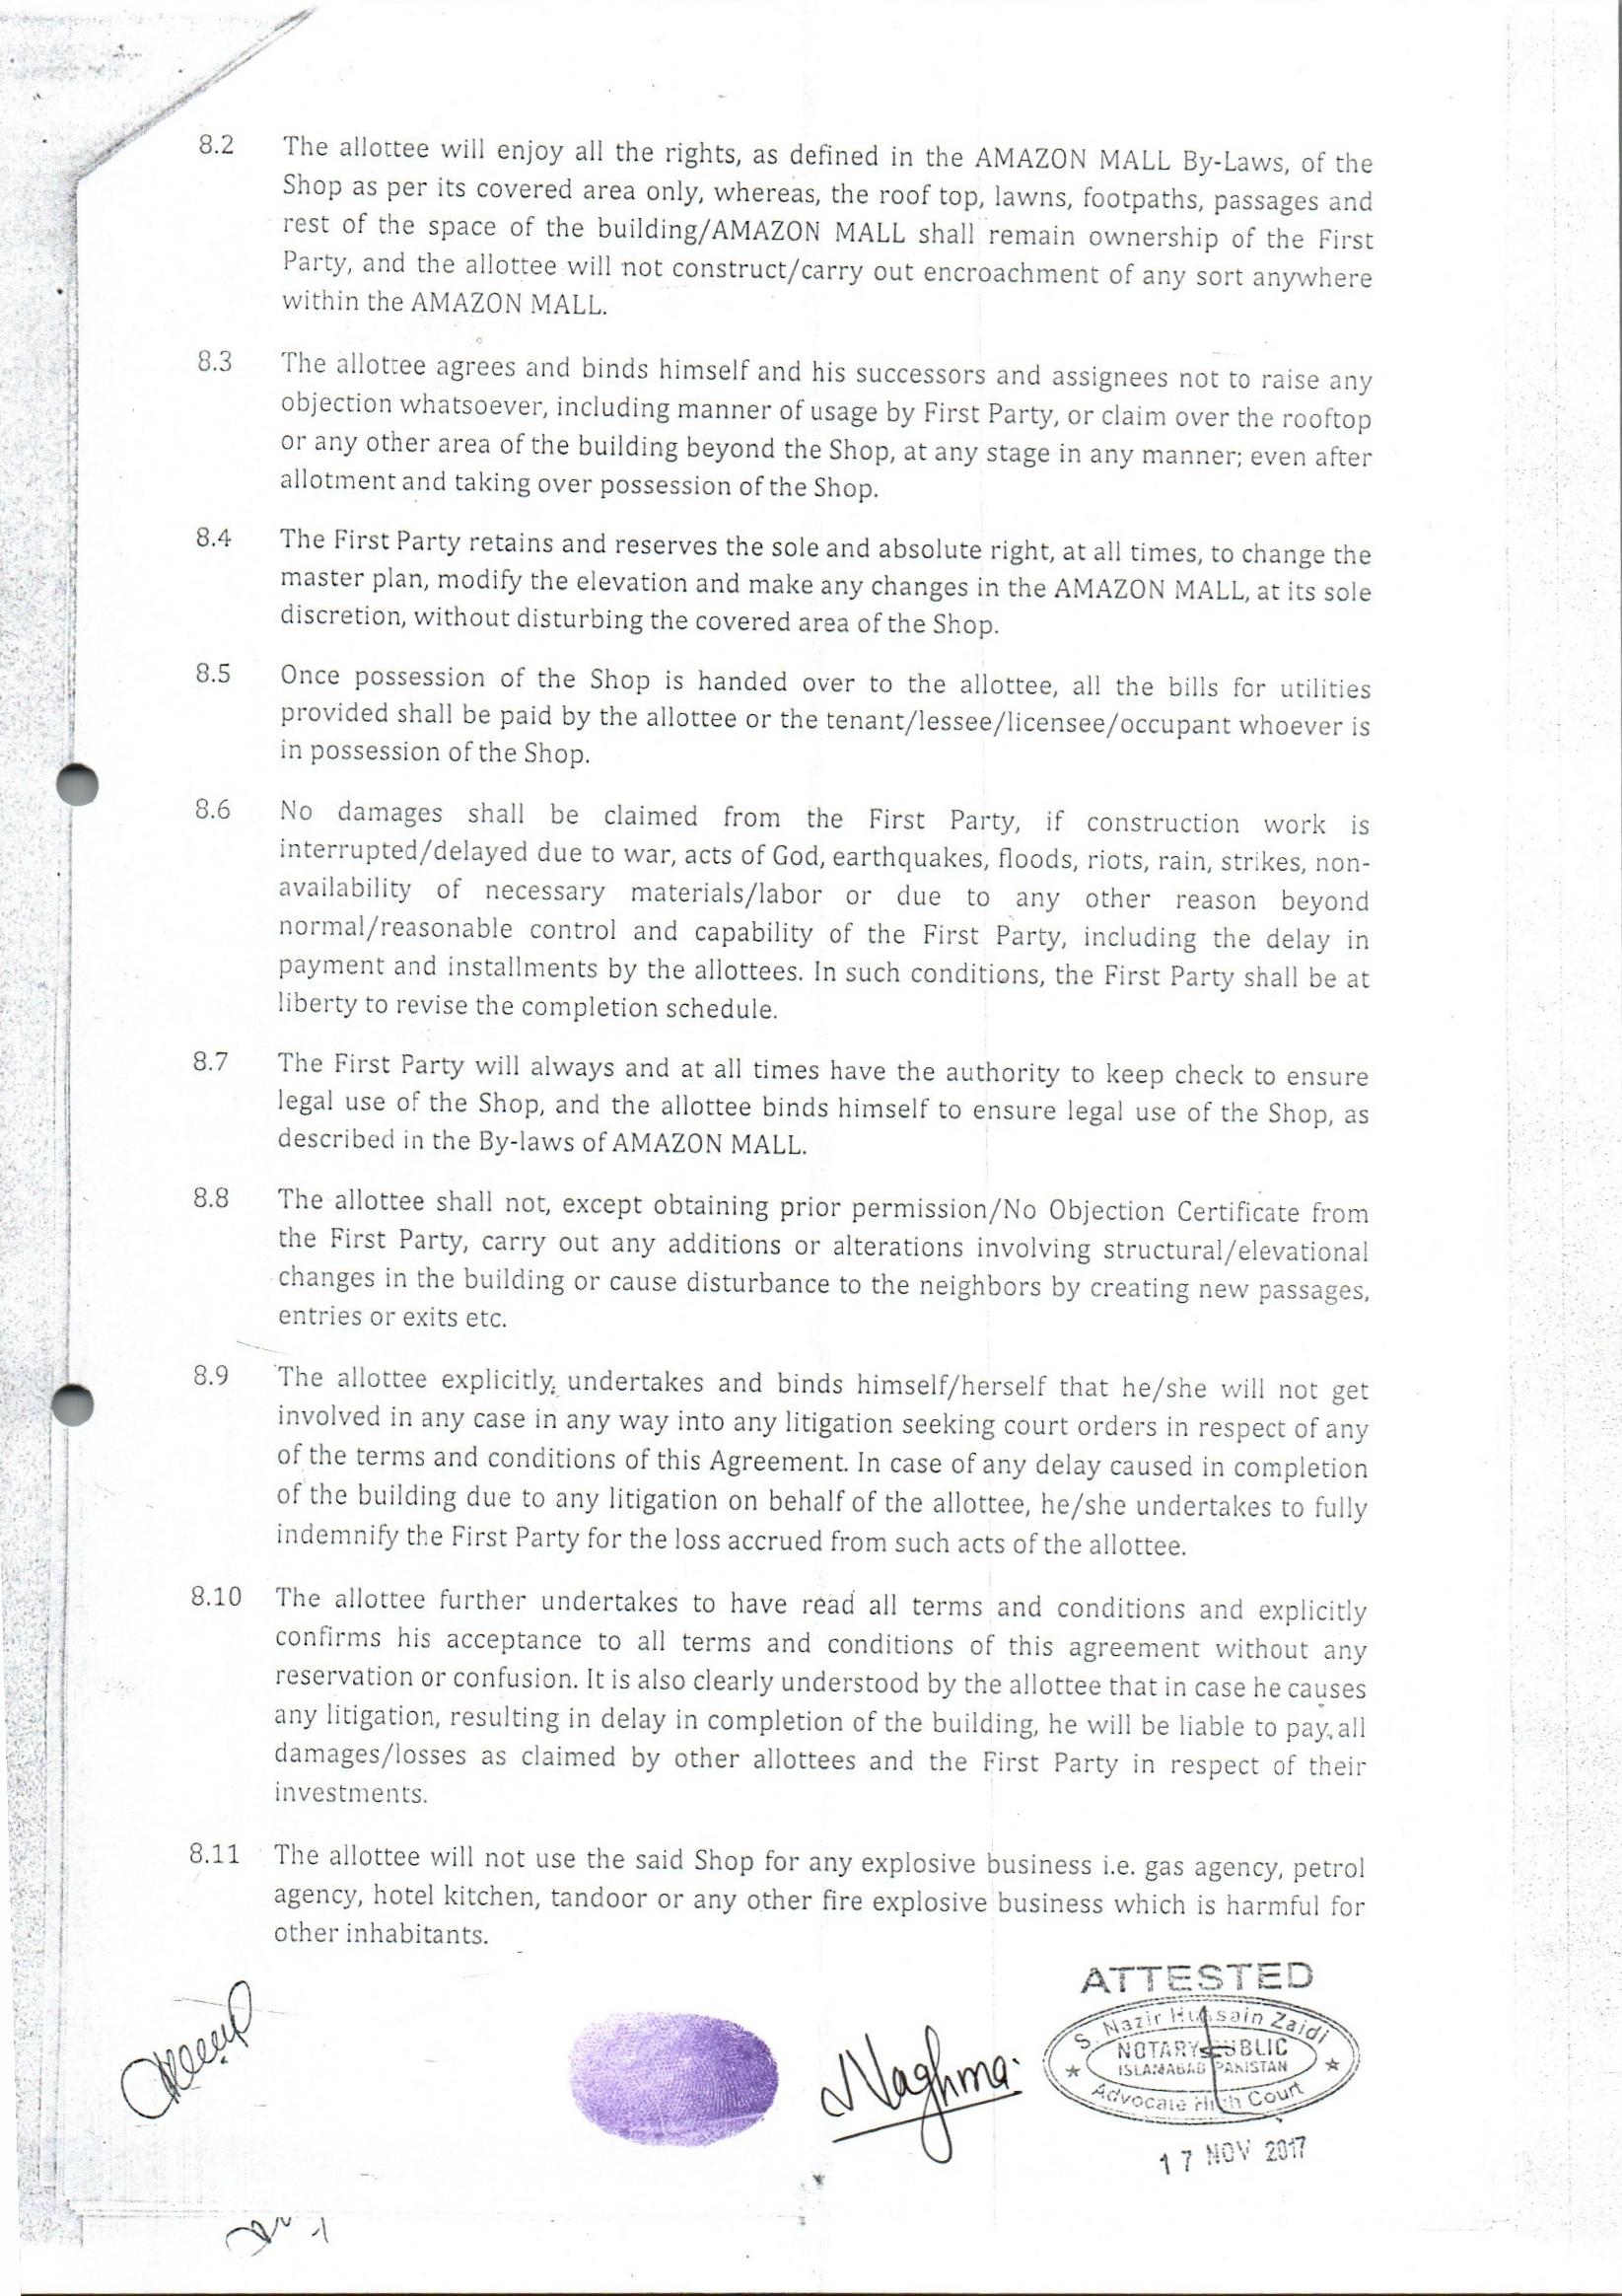 8.2 The allottee will enjoy all the rights, as defined in the AMAZON MALL By-Laws, of the
Shop as per its covered area only, whereas, the roof top, lawns, footpaths, passages and
rest of the space of the building/AMAZON MALL shall remain ownership of the First
Party, and the allottee will not construct/carry out encroachment of any sort anywhere
within the AMAZON MALL.
8.3 The allottee agrees and binds himself and his successors and assignees not to raise any
objection whatsoever, including manner of usage by First Party, or claim over the rooftop
or any other area of the building beyond the Shop, at any stage in any manner; even after
allotment and taking over possession of the Shop.
8.4 The First Party retains and reserves the sole and absolute right, at all times, to change the
master plan, modify the elevation and make any changes in the AMAZON MALL, at its sole
discretion, without disturbing the covered area of the Shop.
8.5 Once possession of the Shop is handed over to the allottee, all the bills for utilities
provided shall be paid by the allottee or the tenant/lessee/licensee/occupant whoever is
in possession of the Shop.
8.6 No damages shall be claimed from the First Party, if construction work is
interrupted/delayed due to war, acts of God, earthquakes, floods, riots, rain, strikes, non-
availability of necessary materials/labor or due to any other reason beyond
normal/reasonable control and capability of the First Party, including the delay in
payment and installments by the allottees. In such conditions, the First Party shall be at
liberty to revise the completion schedule.
8.7 The First Party will always and at all times have the authority to keep check to ensure
legal use of the Shop, and the allottee binds himself to ensure legal use of the Shop, as
described in the By-laws of AMAZON MALL.
8.8 The allottee shall not, except obtaining prior permission/No Objection Certificate from
the First Party, carry out any additions or alterations involving structural/elevational
changes in the building or cause disturbance to the neighbors by creating new passages,
entries or exits etc.
8.9 The allottee explicitly, undertakes and binds himself/herself that he/she will not get
involved in any case in any way into any litigation seeking court orders in respect of any
of the terms and conditions of this Agreement. In case of any delay caused in completion
of the building due to any litigation on behalf of the allottee, he/she undertakes to fully
indemnify the First Party for the loss accrued from such acts of the allottee.
8.10 The allottee further undertakes to have read all terms and conditions and explicitly
confirms his acceptance to all terms and conditions of this agreement without any
reservation or confusion. It is also clearly understood by the allottee that in case he causes
any litigation, resulting in delay in completion of the building, he will be liable to pay, all
damages/losses as claimed by other allottees and the First Party in respect of their
investments.
8.11 The allottee will not use the said Shop for any explosive business i.e. gas agency, petrol
agency, hotel kitchen, tandoor or any other fire explosive business which is harmful for
other inhabitants.
Naghma
ATTESTED
S. Nazir Hussain Zaidi
NOTARY PUBLIC
ISLAMABAD PAKISTAN
Advocate High Court
17 NOV 2017